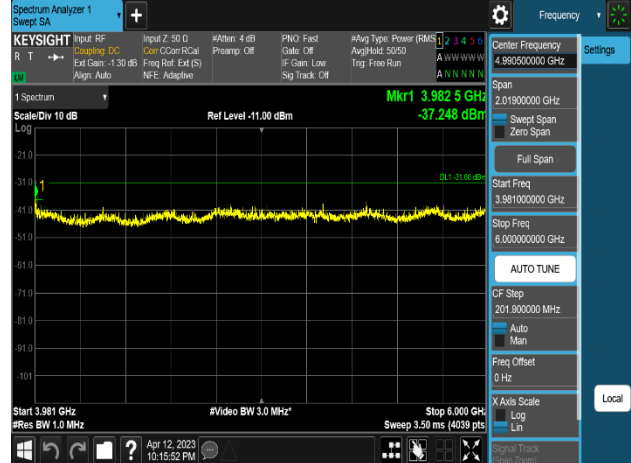 Spectrum Analyzer 1
Swept SA
+
Frequency
KEYSIGHT
R T
LXI
Input: RF
Coupling: DC
Ext Gain: -1.30 dB
Align: Auto
Input Z: 50 Ω
Corr CCorr RCal
Freq Ref: Ext (S)
NFE: Adaptive
#Atten: 4 dB
Preamp: Off
PNO: Fast
Gate: Off
IF Gain: Low
Sig Track: Off
#Avg Type: Power (RMS
Avg|Hold: 50/50
Trig: Free Run
1 2 3 4 5 6
A W W W W W
A N N N N N
1 Spectrum
Scale/Div 10 dB
Log
Ref Level -11.00 dBm
Mkr1 3.982 5 GHz
-37.248 dBm
DL1 -31.00 dBm
1
-21.0
-31.0
-41.0
-51.0
-61.0
-71.0
-81.0
-91.0
-101
Start 3.981 GHz
#Res BW 1.0 MHz
#Video BW 3.0 MHz*
Stop 6.000 GHz
Sweep 3.50 ms (4039 pts
?
Apr 12, 2023
10:15:52 PM
Center Frequency
4.990500000 GHz
Settings
Span
2.01900000 GHz
Swept Span
Zero Span
Full Span
Start Freq
3.981000000 GHz
Stop Freq
6.000000000 GHz
AUTO TUNE
CF Step
201.900000 MHz
Auto
Man
Freq Offset
0 Hz
X Axis Scale
Log
Lin
Local
Signal Track
(Span Zoom)